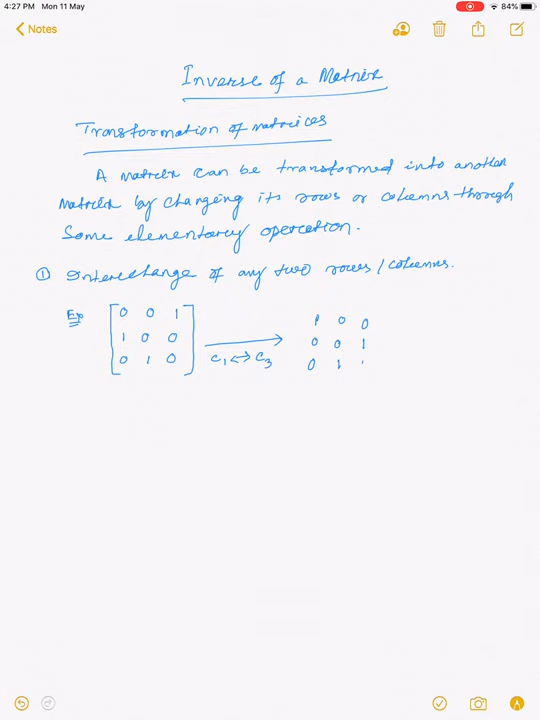 4:27 PM Mon 11 May 84%
Notes
Inverse of a Matrix
Transformation of matrices
A matrix can be transformed into another
matrix by changing its rows or columns through
Some elementary operation.
① Interchange of any two rows/columns.
Ex
0 0 1
1 0 0
0 1 0
C₁ ↔ C₃
1 0 0
0 0 1
0 1